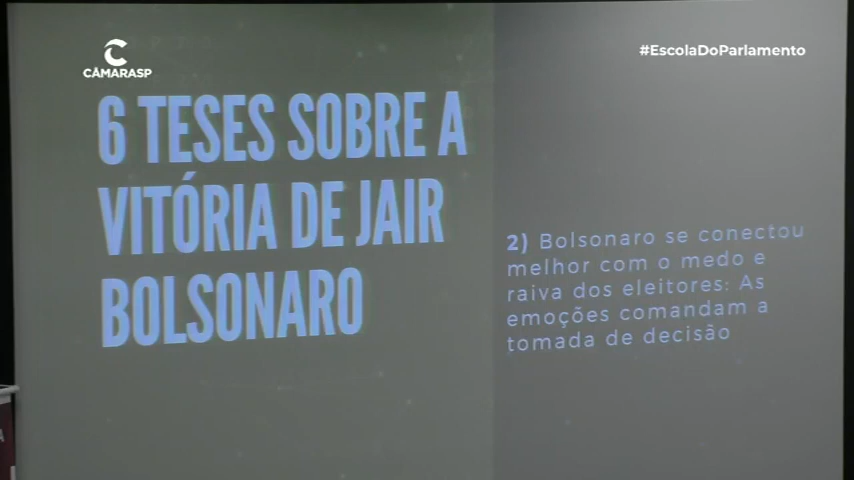 CÂMARASP
#EscolaDoParlamento
6 TESES SOBRE A
VITÓRIA DE JAIR
BOLSONARO
2) Bolsonaro se conectou
melhor com o medo e
raiva dos eleitores: As
emoções comandam a
tomada de decisão